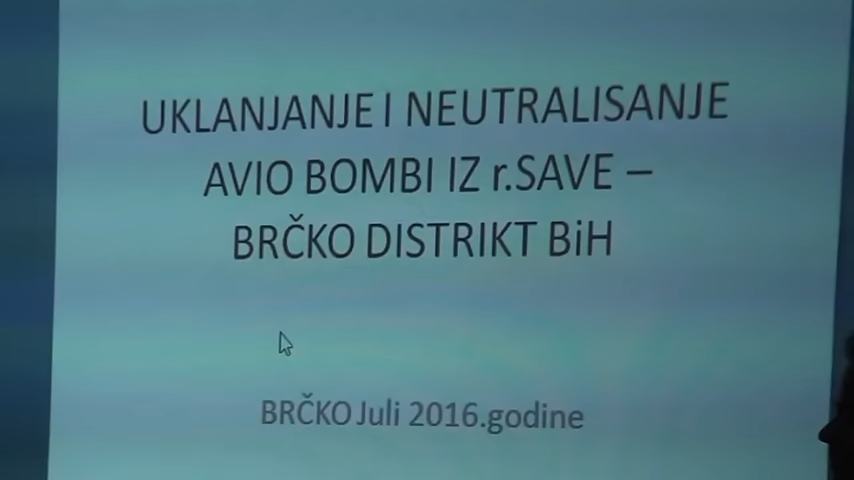 UKLANJANJE I NEUTRALISANJE
AVIO BOMBI IZ r.SAVE –
BRČKO DISTRIKT BiH
BRČKO Juli 2016.godine